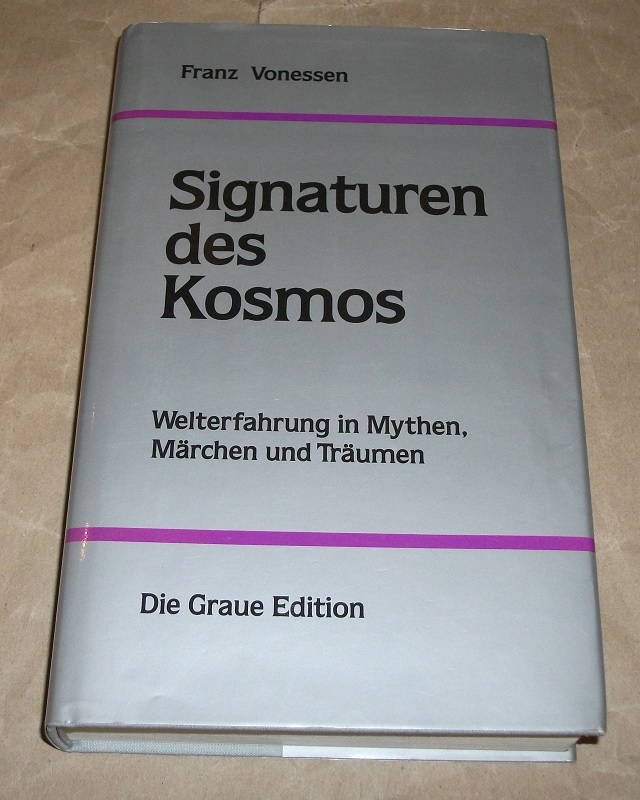 Franz Vonessen
Signaturen
des
Kosmos
Welterfahrung in Mythen,
Märchen und Träumen
Die Graue Edition